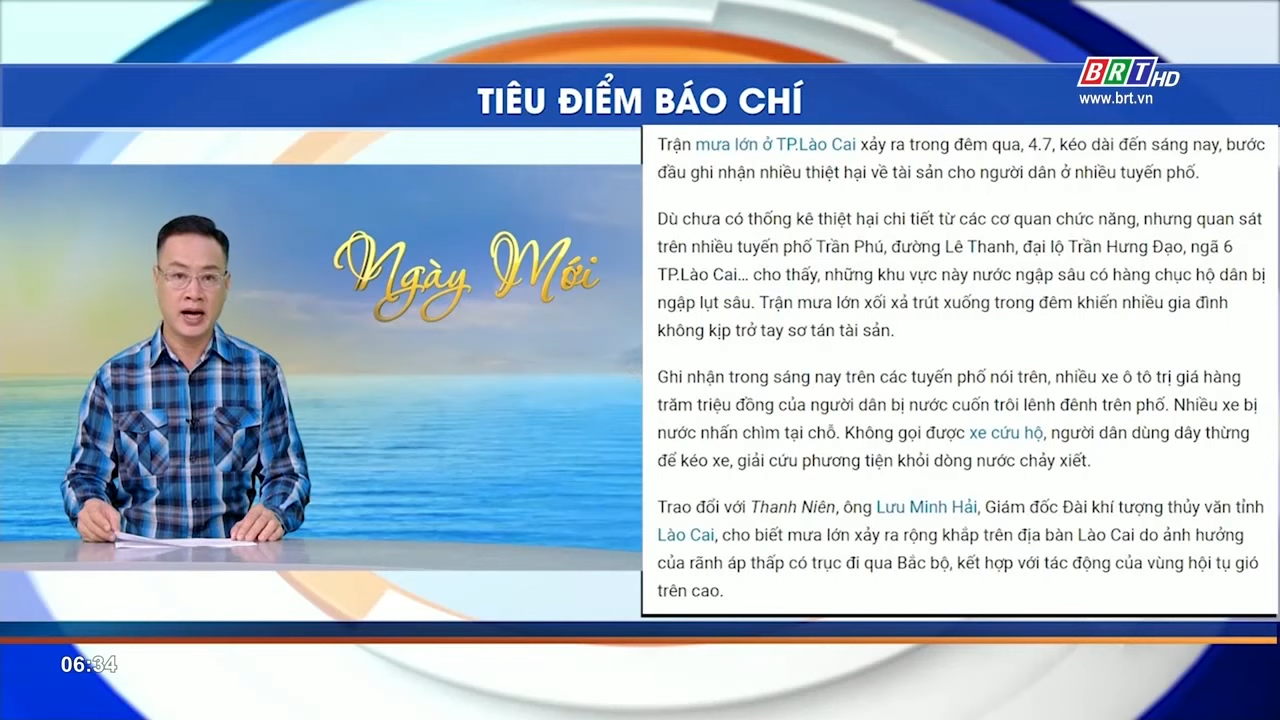 BRT HD
www.brt.vn
TIÊU ĐIỂM BÁO CHÍ
Ngày Mới
Trận mưa lớn ở TP.Lào Cai xảy ra trong đêm qua, 4.7, kéo dài đến sáng nay, bước
đầu ghi nhận nhiều thiệt hại về tài sản cho người dân ở nhiều tuyến phố.
Dù chưa có thống kê thiệt hại chi tiết từ các cơ quan chức năng, nhưng quan sát
trên nhiều tuyến phố Trần Phú, đường Lê Thanh, đại lộ Trần Hưng Đạo, ngã 6
TP.Lào Cai... cho thấy, những khu vực này nước ngập sâu có hàng chục hộ dân bị
ngập lụt sâu. Trận mưa lớn xối xả trút xuống trong đêm khiến nhiều gia đình
không kịp trở tay sơ tán tài sản.
Ghi nhận trong sáng nay trên các tuyến phố nói trên, nhiều xe ô tô trị giá hàng
trăm triệu đồng của người dân bị nước cuốn trôi lênh đênh trên phố. Nhiều xe bị
nước nhấn chìm tại chỗ. Không gọi được xe cứu hộ, người dân dùng dây thừng
để kéo xe, giải cứu phương tiện khỏi dòng nước chảy xiết.
Trao đổi với Thanh Niên, ông Lưu Minh Hải, Giám đốc Đài khí tượng thủy văn tỉnh
Lào Cai, cho biết mưa lớn xảy ra rộng khắp trên địa bàn Lào Cai do ảnh hưởng
của rãnh áp thấp có trục đi qua Bắc bộ, kết hợp với tác động của vùng hội tụ gió
trên cao.
06:34